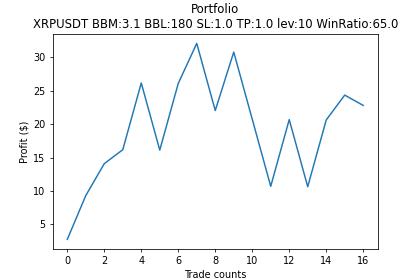 Portfolio
XRPUSDT BBM:3.1 BBL:180 SL:1.0 TP:1.0 lev:10 WinRatio:65.0
Profit ($)
30
25
20
15
10
5
0 2 4 6 8 10 12 14 16
Trade counts